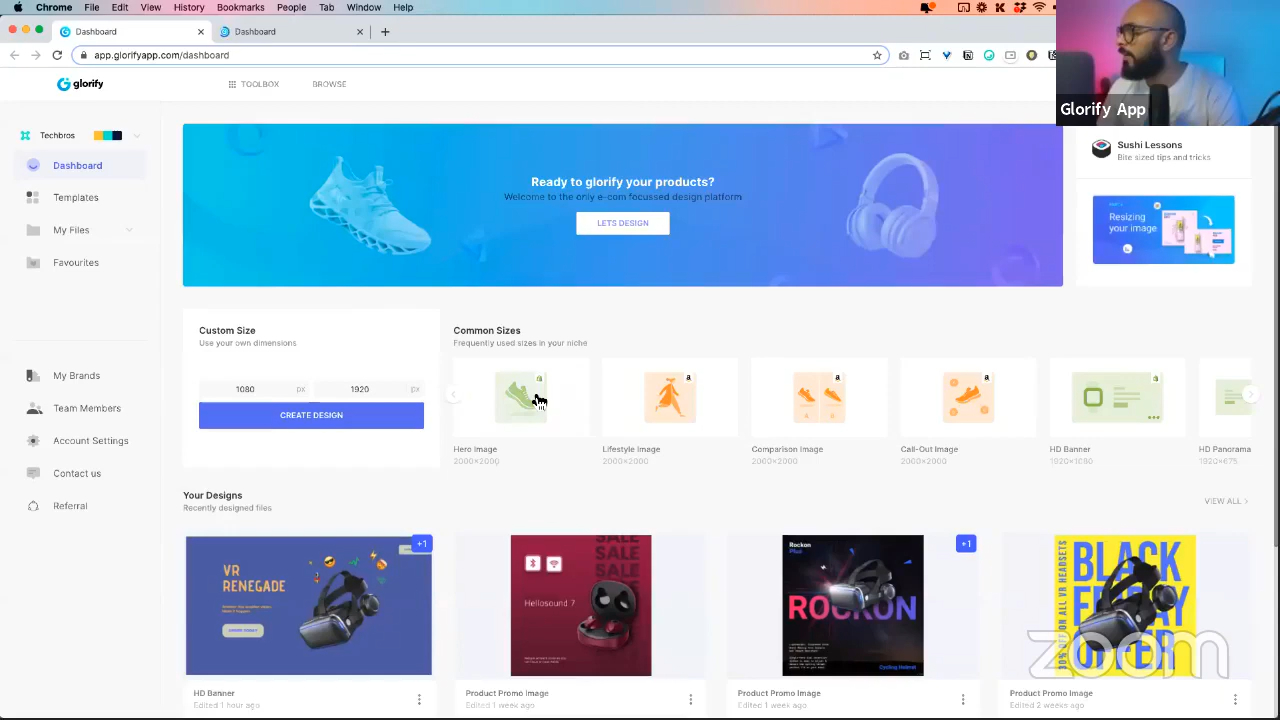 Chrome File Edit View History Bookmarks People Tab Window Help
Dashboard
Dashboard
app.glorifyapp.com/dashboard
glorify
TOOLBOX
BROWSE
Glorify App
Techbros
Dashboard
Templates
My Files
Favourites
My Brands
Team Members
Account Settings
Contact us
Referral
Ready to glorify your products?
Welcome to the only e-com focussed design platform
LETS DESIGN
Sushi Lessons
Bite sized tips and tricks
Resizing
your image
Custom Size
Use your own dimensions
1080 px 1920 px
CREATE DESIGN
Common Sizes
Frequently used sizes in your niche
Hero Image
2000×2000
Lifestyle Image
2000×2000
Comparison Image
2000×2000
Call-Out Image
2000×2000
HD Banner
1920×1080
HD Panorama
1920×675
Your Designs
Recently designed files
VIEW ALL
+1
VR
RENEGADE
HD Banner
Edited 1 hour ago
SALE
SALE
SALE
Hellosound 7
Product Promo Image
Edited 1 week ago
+1
Rockon
Plus
ROCKON
Cycling Helmet
Product Promo Image
Edited 1 week ago
BLACK
FRIDAY
OFFER
ON ALL VR HEADSETS
Product Promo Image
Edited 2 weeks ago
zoom